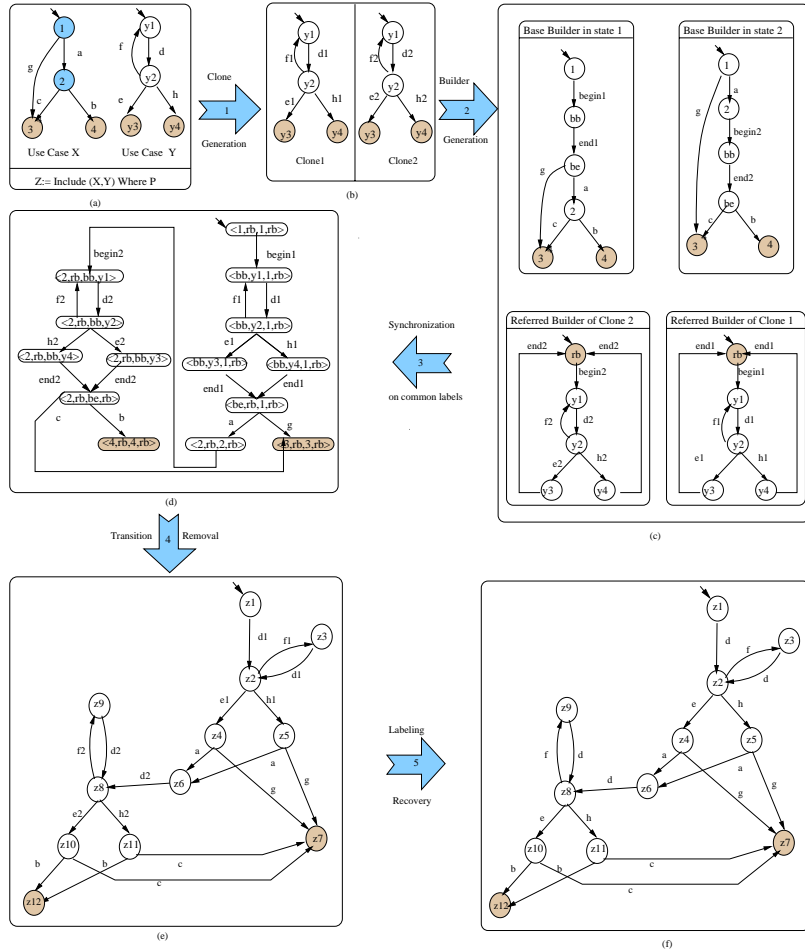 1
a
g
2
c
b
3
4
Use Case X
y1
f
d
y2
e
h
y3
y4
Use Case Y
Z:= Include (X,Y) Where P
(a)
Clone
1
Generation
y1
f1
d1
y2
e1
h1
y3
y4
Clone1
y1
f2
d2
y2
e2
h2
y3
y4
Clone2
(b)
Builder
2
Generation
Base Builder in state 1
1
begin1
bb
end1
be
g
a
2
c
b
3
4
Base Builder in state 2
1
a
2
g
begin2
bb
end2
be
c
b
3
4
Referred Builder of Clone 2
end2
rb
end2
begin2
y1
f2
d2
y2
e2
h2
y3
y4
Referred Builder of Clone 1
end1
rb
end1
begin1
y1
f1
d1
y2
e1
h1
y3
y4
(c)
Synchronization
3
on common labels
<1,rb,1,rb>
begin2
begin1
<2,rb,bb,y1>
<bb,y1,1,rb>
f2
d2
f1
d1
<2,rb,bb,y2>
<bb,y2,1,rb>
h2
e2
e1
h1
<2,rb,bb,y4>
<2,rb,bb,y3>
<bb,y3,1,rb>
<bb,y4,1,rb>
end2
end2
end1
end1
<2,rb,be,rb>
<be,rb,1,rb>
c
b
a
g
<4,rb,4,rb>
<2,rb,2,rb>
<3,rb,3,rb>
(d)
Transition
4
Removal
z1
d1
f1
z3
z2
d1
e1
h1
z9
z4
z5
f2
d2
a
a
d2
z6
z8
g
g
e2
h2
z7
z10
z11
b
b
c
c
z12
(e)
Labeling
5
Recovery
z1
d
f
z3
z2
d
e
h
z9
z4
z5
f
d
a
a
d
z6
z8
g
g
e
h
z7
z10
z11
b
b
c
c
z12
(f)